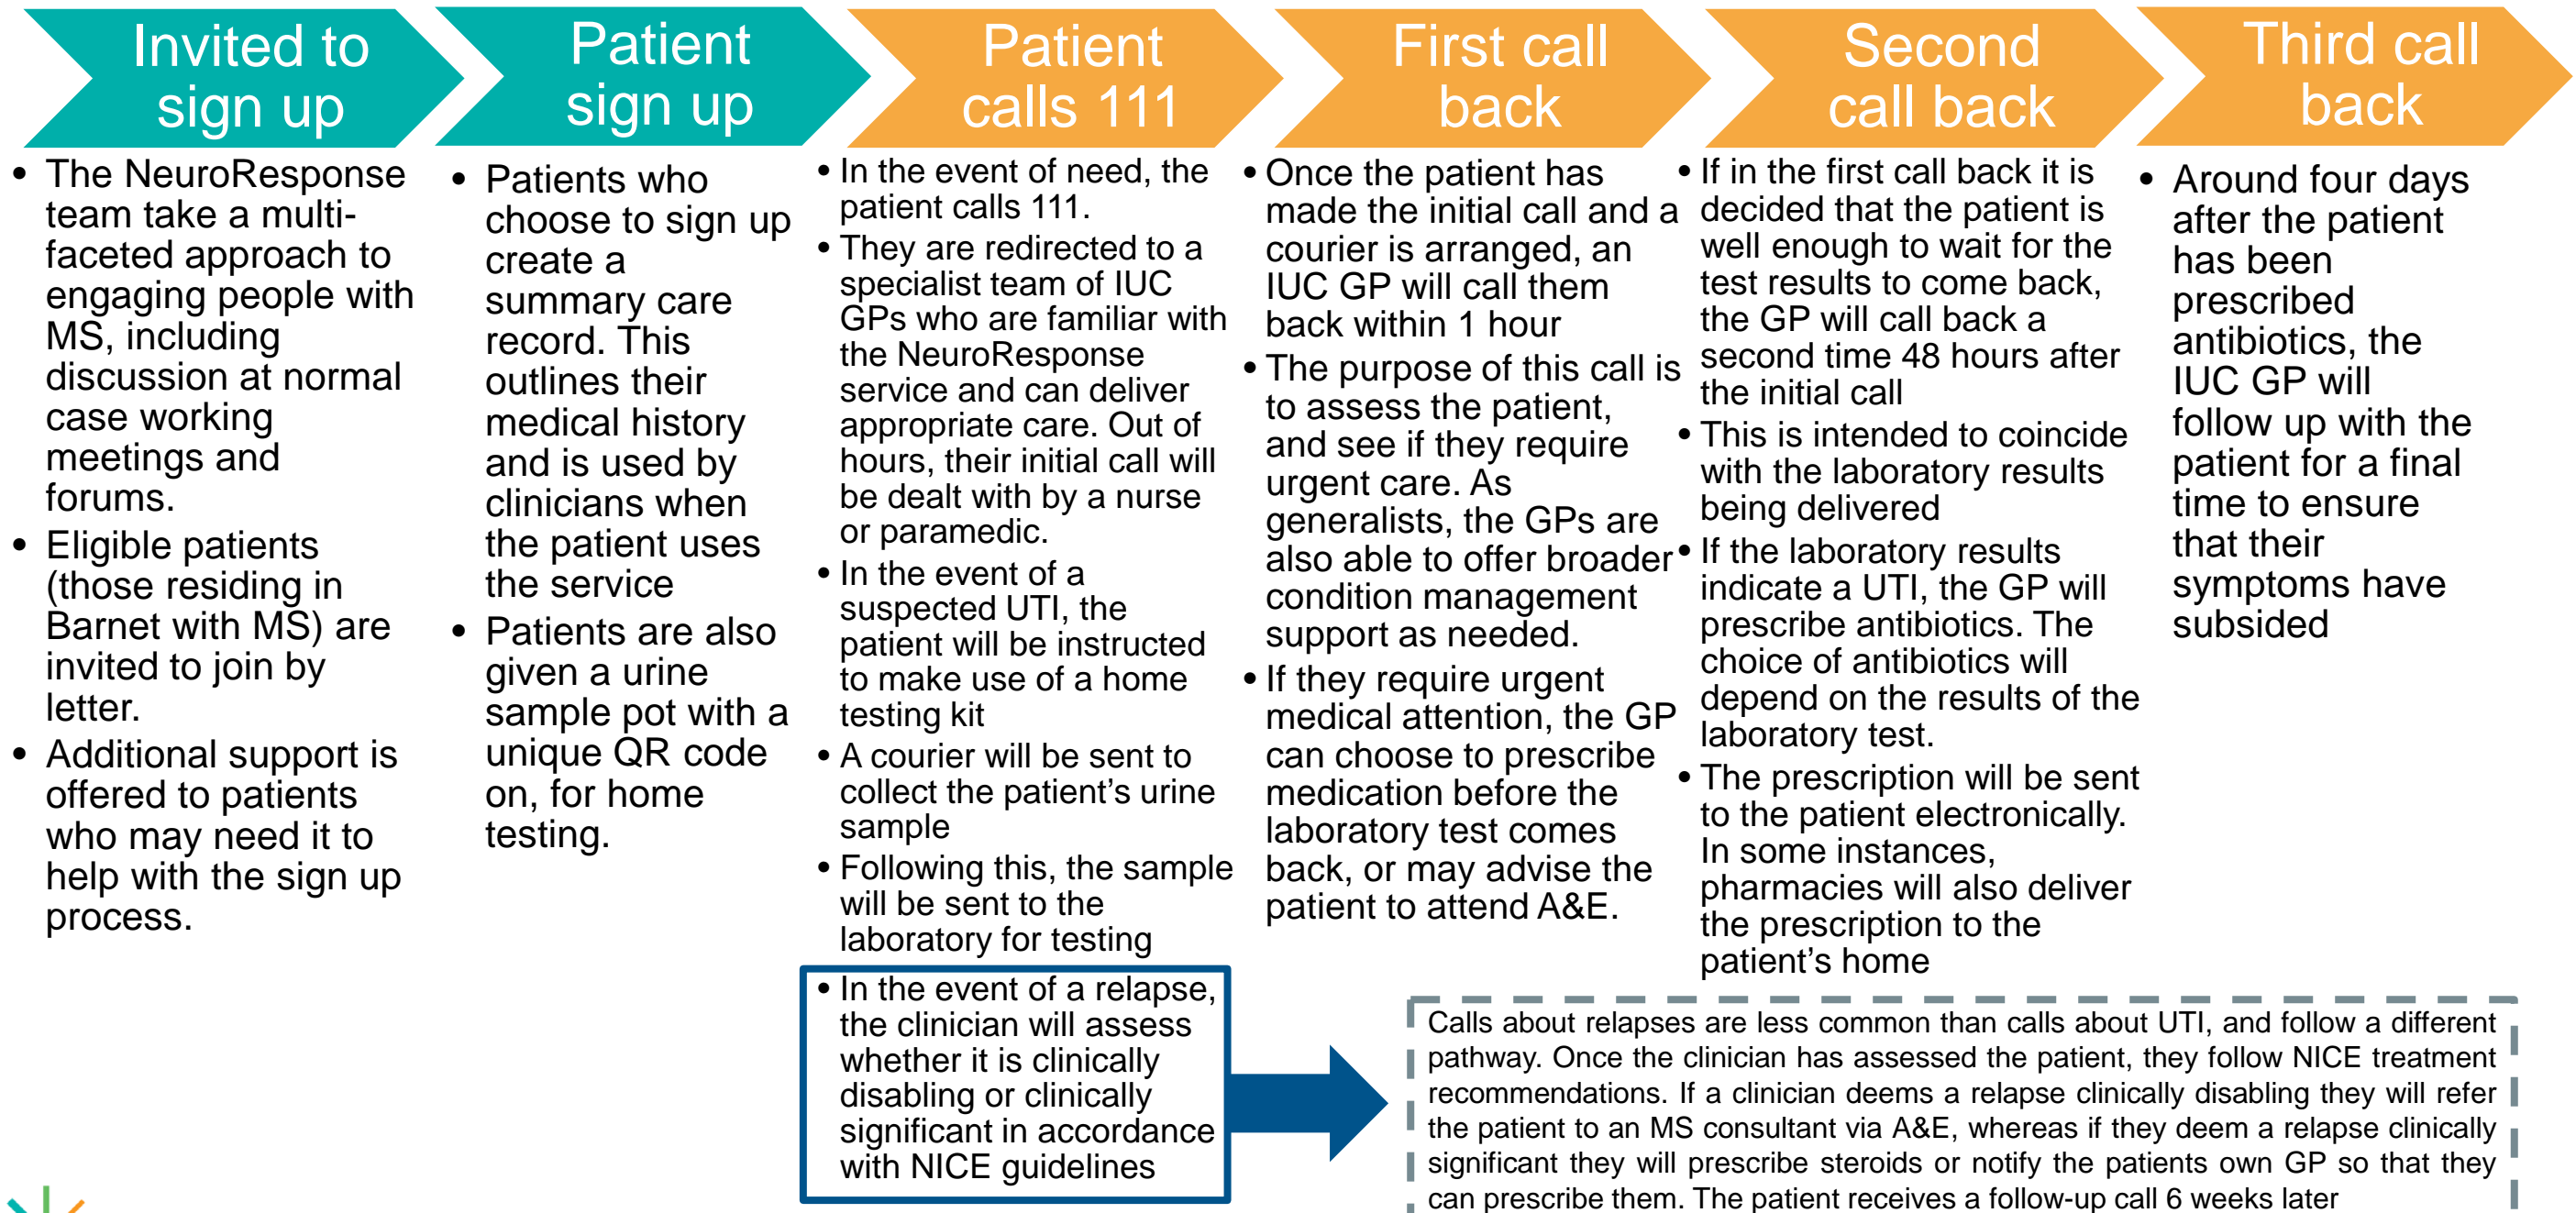 Invited to
sign up
• The NeuroResponse
team take a multi-
faceted approach to
engaging people with
MS, including
discussion at normal
case working
meetings and
forums.
• Eligible patients
(those residing in
Barnet with MS) are
invited to join by
letter.
• Additional support is
offered to patients
who may need it to
help with the sign up
process.
Patient
sign up
• Patients who
choose to sign up
create a
summary care
record. This
outlines their
medical history
and is used by
clinicians when
the patient uses
the service
• Patients are also
given a urine
sample pot with a
unique QR code
on, for home
testing.
Patient
calls 111
• In the event of need, the
patient calls 111.
• They are redirected to a
specialist team of IUC
GPs who are familiar with
the NeuroResponse
service and can deliver
appropriate care. Out of
hours, their initial call will
be dealt with by a nurse
or paramedic.
• In the event of a
suspected UTI, the
patient will be instructed
to make use of a home
testing kit
• A courier will be sent to
collect the patient’s urine
sample
• Following this, the sample
will be sent to the
laboratory for testing
• In the event of a relapse,
the clinician will assess
whether it is clinically
disabling or clinically
significant in accordance
with NICE guidelines
First call
back
• Once the patient has
made the initial call and a
courier is arranged, an
IUC GP will call them
back within 1 hour
• The purpose of this call is
to assess the patient,
and see if they require
urgent care. As
generalists, the GPs are
also able to offer broader
condition management
support as needed.
• If they require urgent
medical attention, the GP
can choose to prescribe
medication before the
laboratory test comes
back, or may advise the
patient to attend A&E.
Second
call back
• If in the first call back it is
decided that the patient is
well enough to wait for the
test results to come back,
the GP will call back a
second time 48 hours after
the initial call
• This is intended to coincide
with the laboratory results
being delivered
• If the laboratory results
indicate a UTI, the GP will
prescribe antibiotics. The
choice of antibiotics will
depend on the results of the
laboratory test.
• The prescription will be sent
to the patient electronically.
In some instances,
pharmacies will also deliver
the prescription to the
patient’s home
Third call
back
• Around four days
after the patient
has been
prescribed
antibiotics, the
IUC GP will
follow up with the
patient for a final
time to ensure
that their
symptoms have
subsided
Calls about relapses are less common than calls about UTI, and follow a different
pathway. Once the clinician has assessed the patient, they follow NICE treatment
recommendations. If a clinician deems a relapse clinically disabling they will refer
the patient to an MS consultant via A&E, whereas if they deem a relapse clinically
significant they will prescribe steroids or notify the patients own GP so that they
can prescribe them. The patient receives a follow-up call 6 weeks later